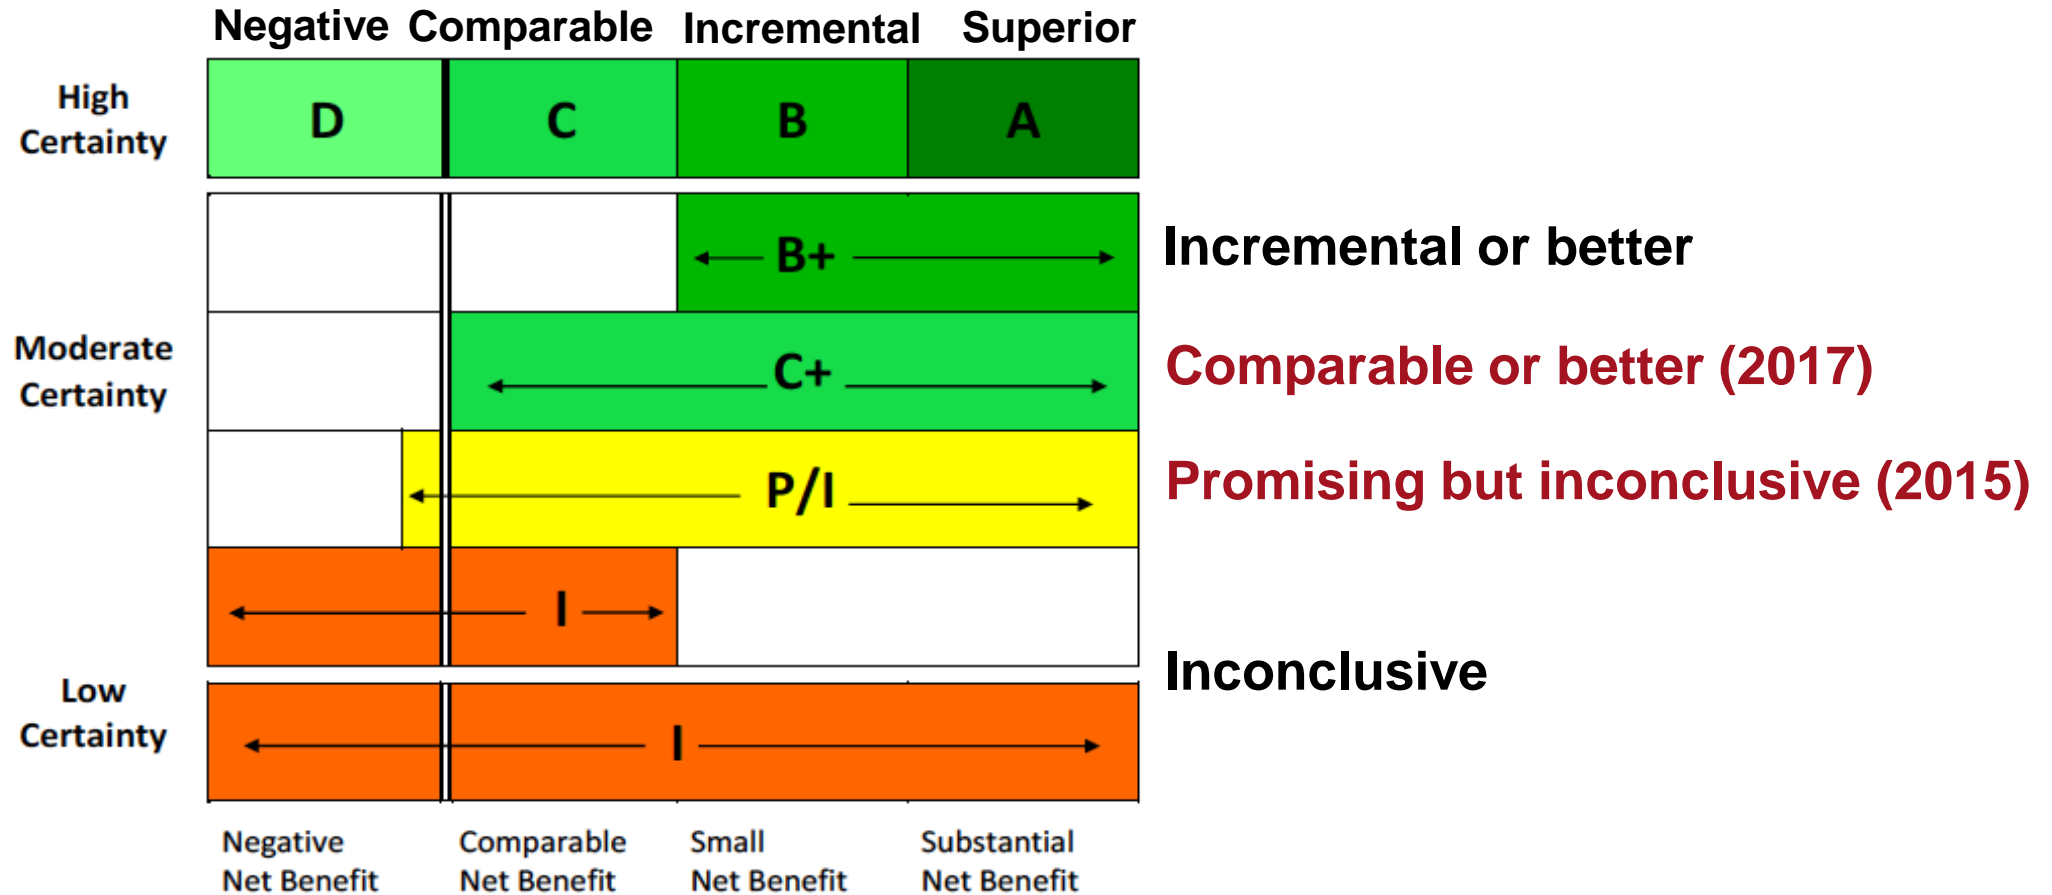 Negative Comparable Incremental Superior
High
Certainty
D C B A
B+
Incremental or better
Moderate
Certainty
C+
Comparable or better (2017)
P/I
Promising but inconclusive (2015)
I
Inconclusive
Low
Certainty
I
Negative
Net Benefit
Comparable
Net Benefit
Small
Net Benefit
Substantial
Net Benefit